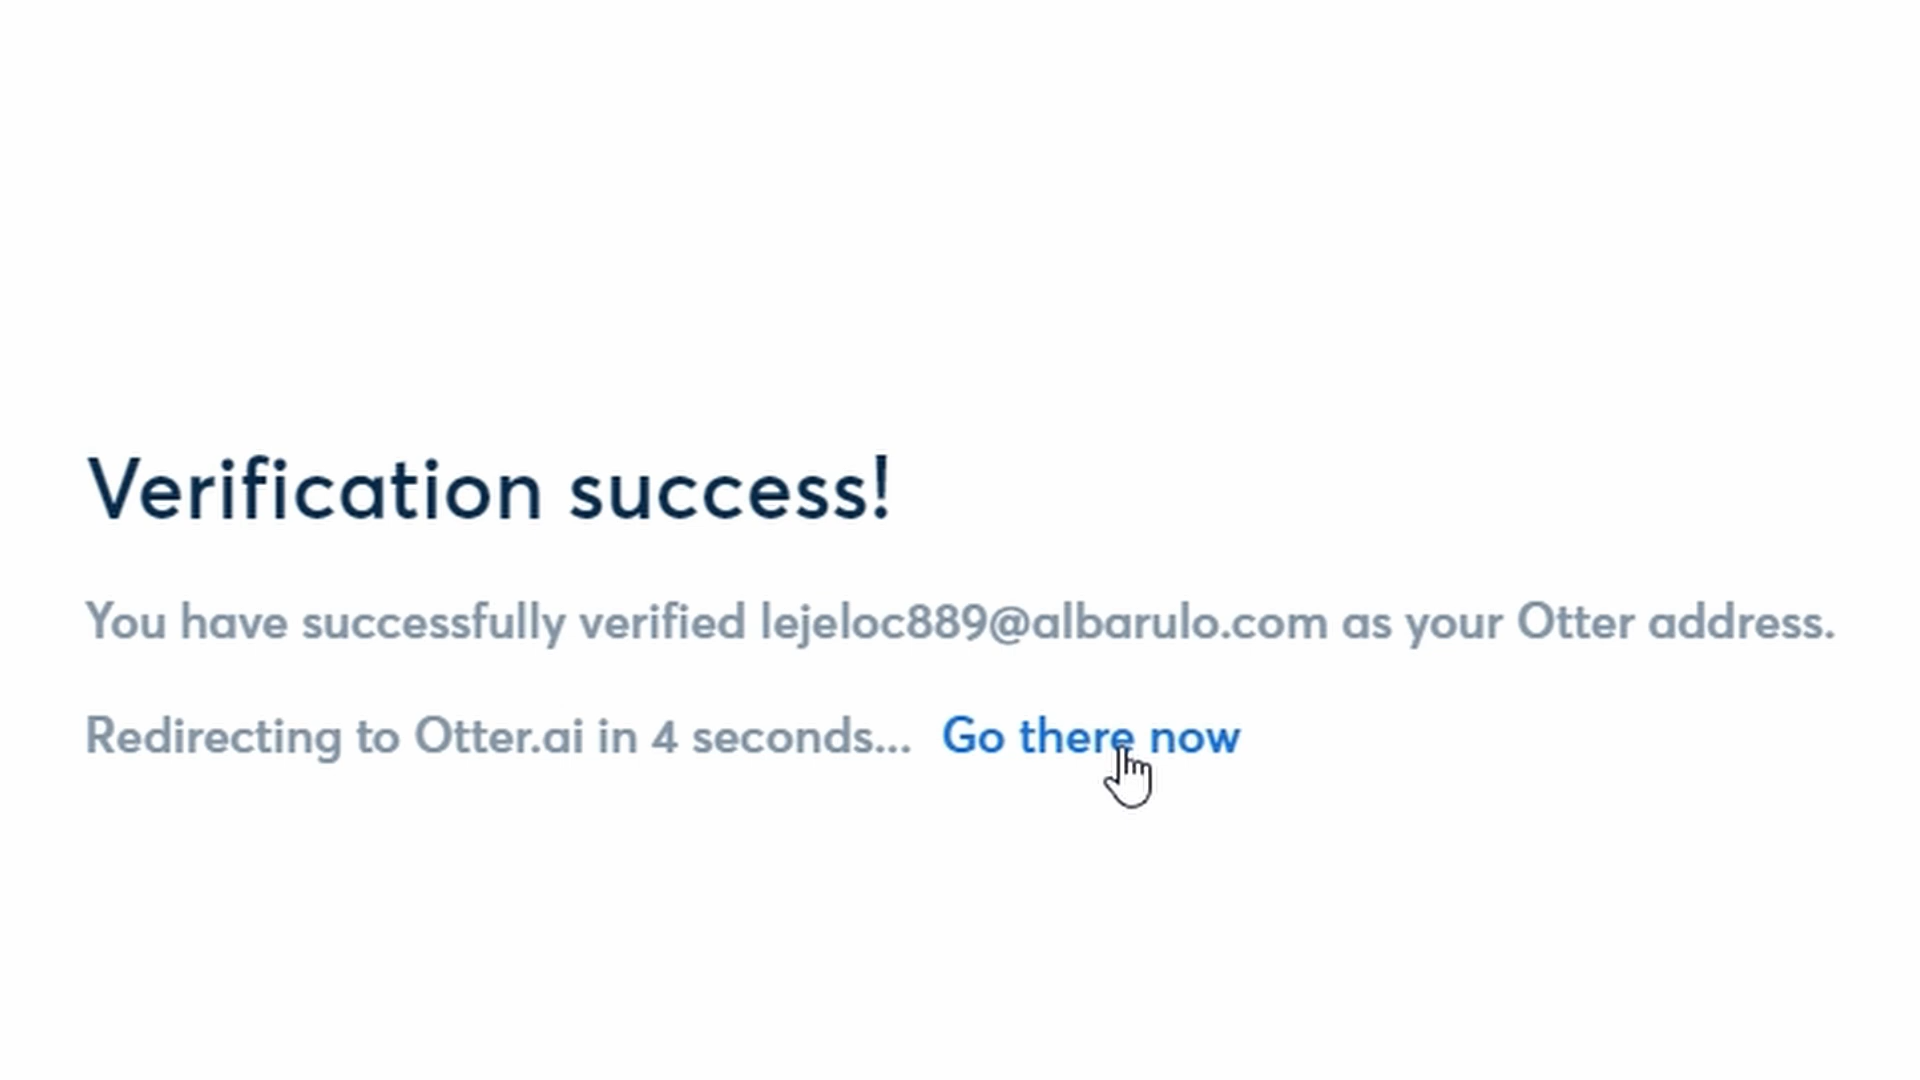 Verification success!
You have successfully verified lejeloc889@albarulo.com as your Otter address.
Redirecting to Otter.ai in 4 seconds... Go there now